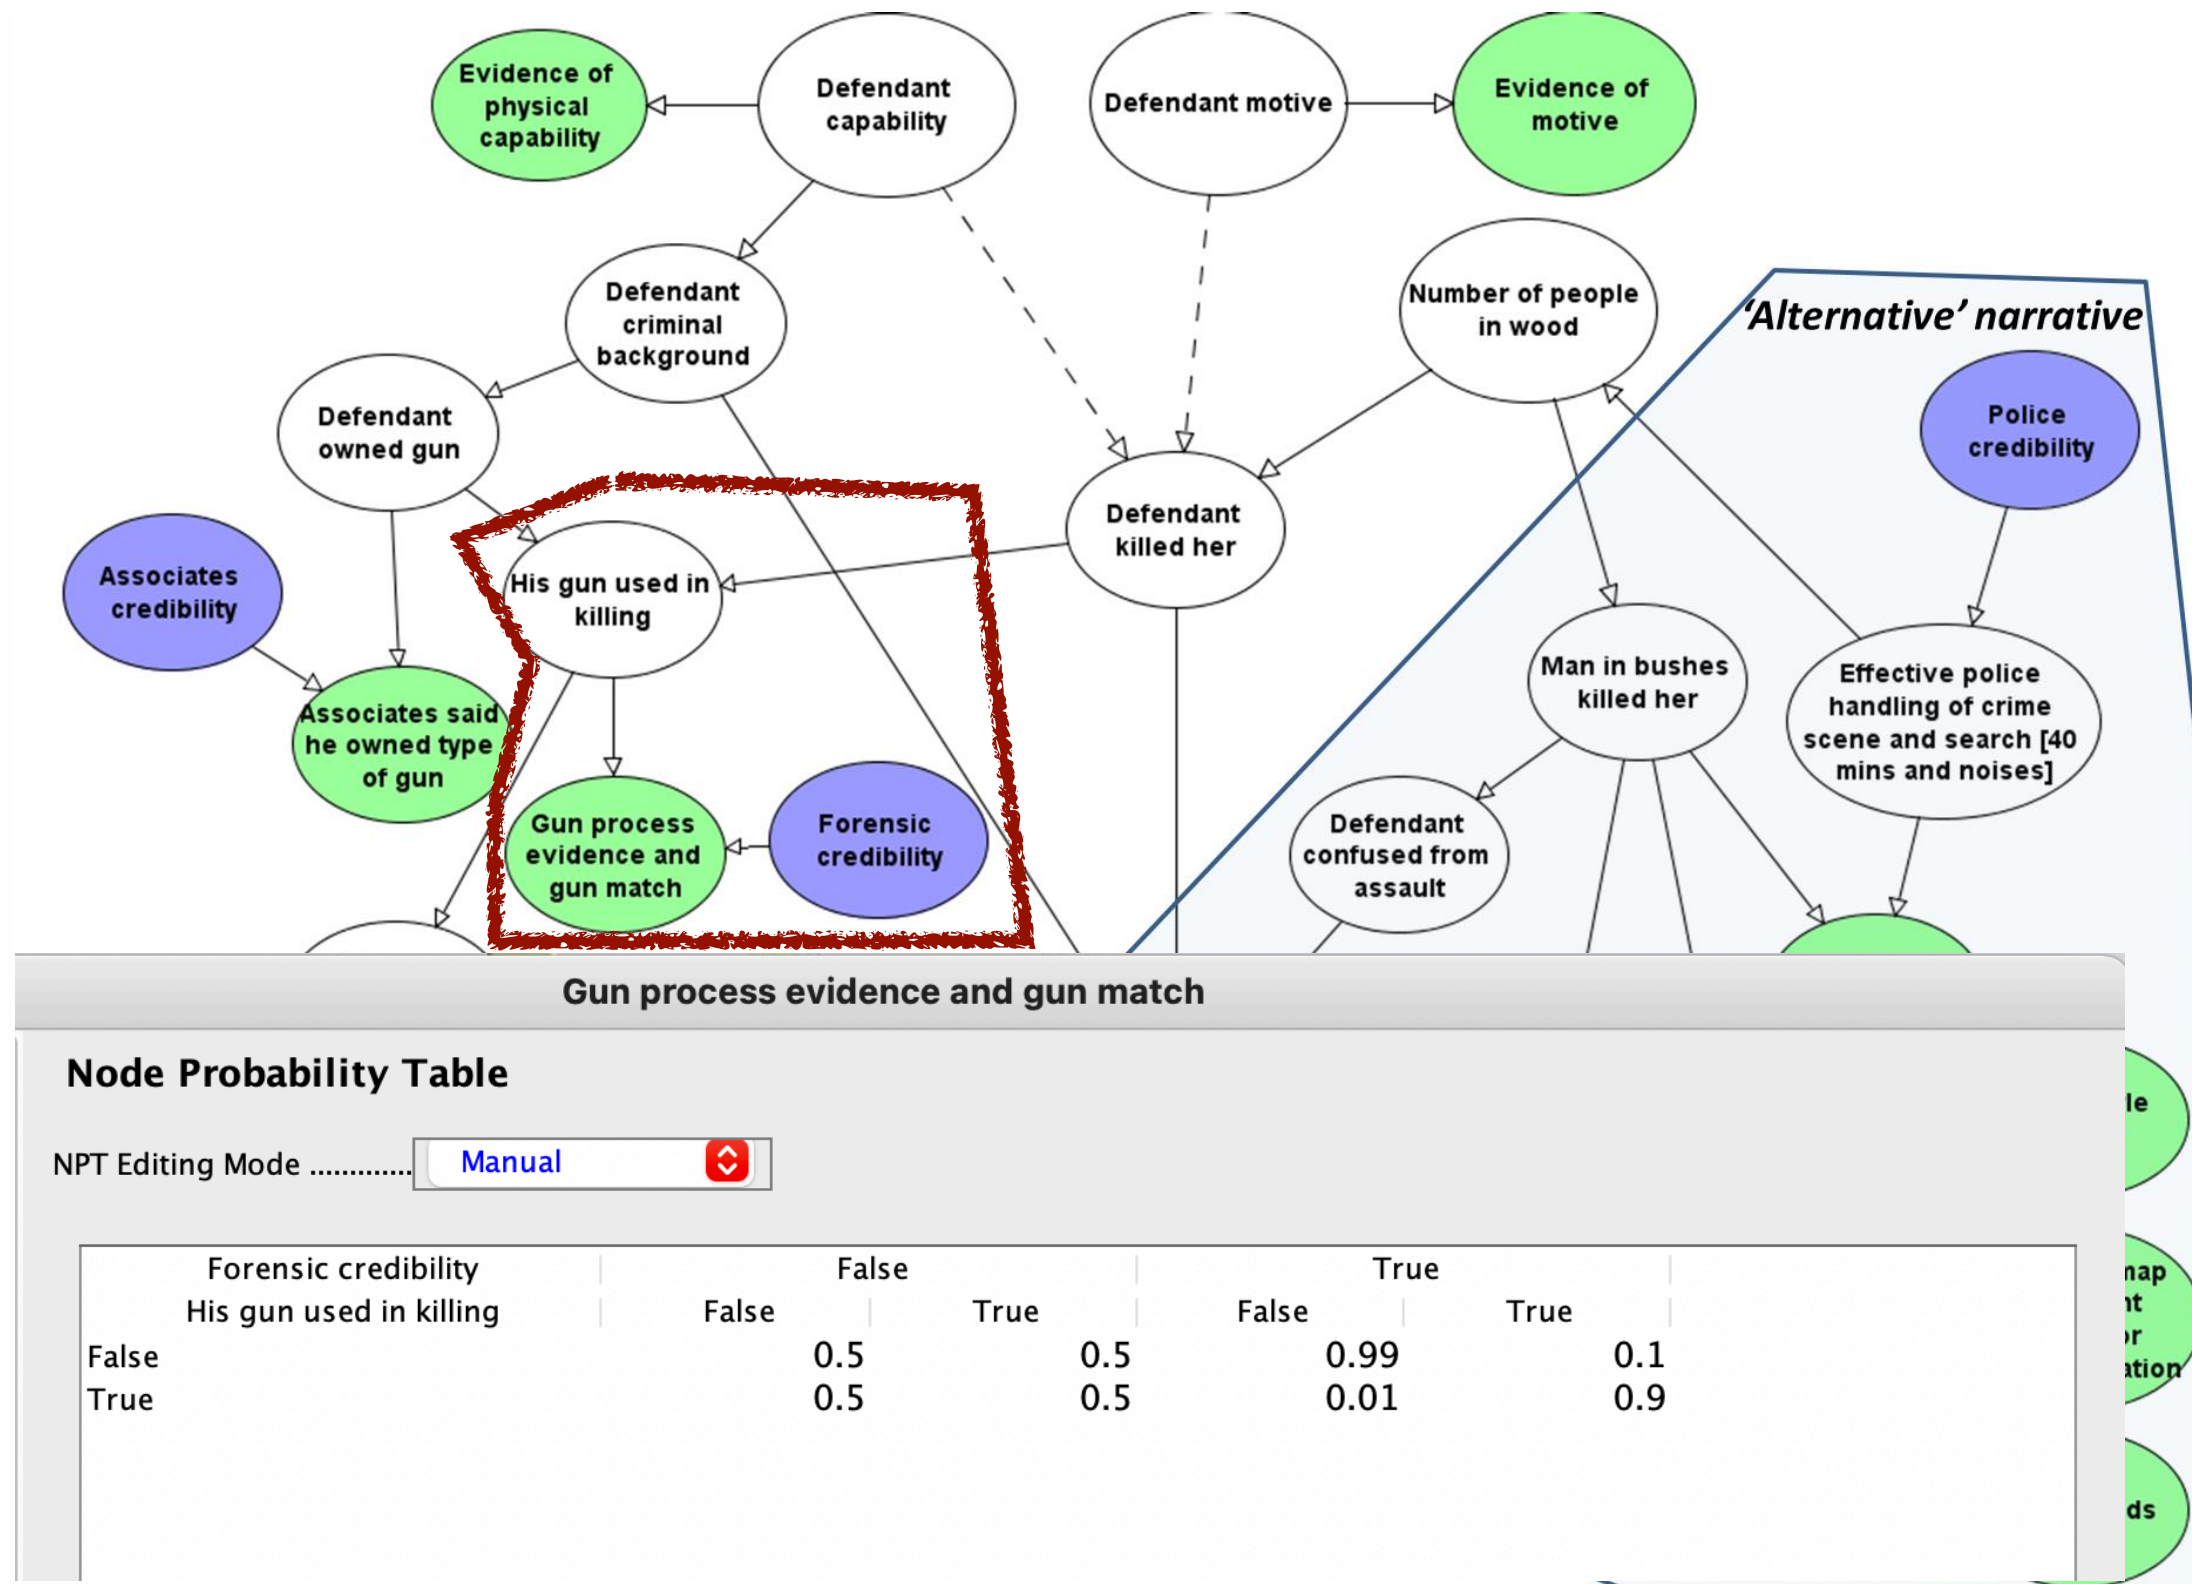 Evidence of
physical
capability
Defendant
capability
Defendant motive
Evidence of
motive
Defendant
criminal
background
Number of people
in wood
'Alternative' narrative
Defendant
owned gun
Police
credibility
Associates
credibility
His gun used in
killing
Defendant
killed her
Man in bushes
killed her
Effective police
handling of crime
scene and search [40
mins and noises]
Associates said
he owned type
of gun
Gun process
evidence and
gun match
Forensic
credibility
Defendant
confused from
assault
Gun process evidence and gun match
Node Probability Table
NPT Editing Mode ............. Manual
Forensic credibility False True
His gun used in killing False True False True
False 0.5 0.5 0.99 0.1
True 0.5 0.5 0.01 0.9